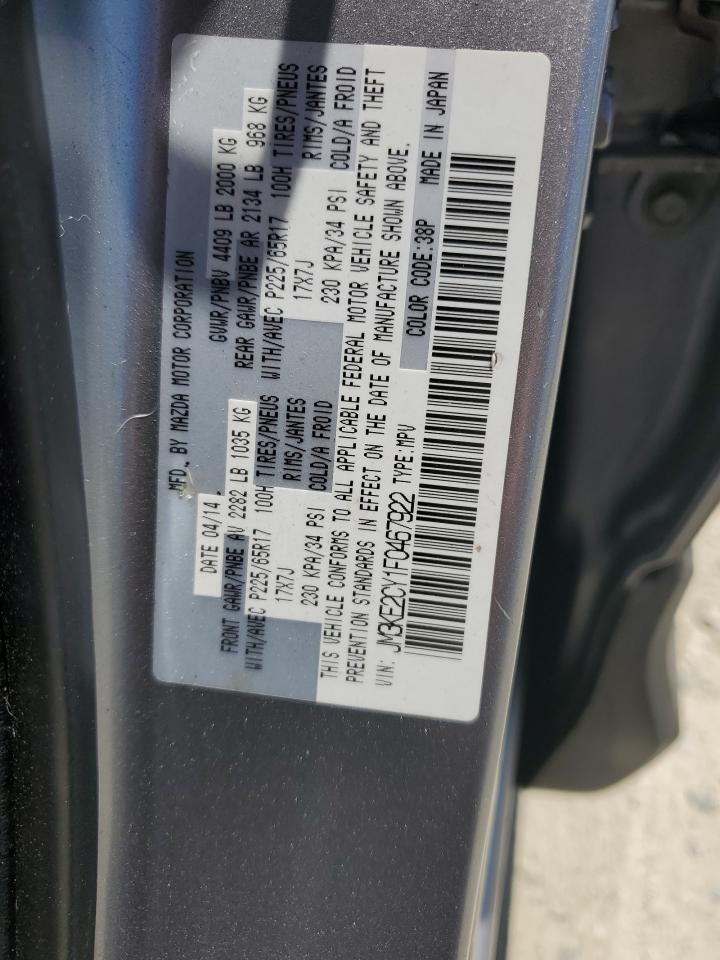 MFD. BY MAZDA MOTOR CORPORATION
DATE 04/14 GVWR/PNBV 4409 LB 2000 KG
FRONT GAWR/PNBE AV 2282 LB 1035 KG REAR GAWR/PNBE AR 2134 LB 968 KG
WITH/AVEC P225/65R17 100H TIRES/PNEUS WITH/AVEC P225/65R17 100H TIRES/PNEUS
17X7J RIMS/JANTES 17X7J RIMS/JANTES
230 KPA/34 PSI COLD/A FROID 230 KPA/34 PSI COLD/A FROID
THIS VEHICLE CONFORMS TO ALL APPLICABLE FEDERAL MOTOR VEHICLE SAFETY AND THEFT
PREVENTION STANDARDS IN EFFECT ON THE DATE OF MANUFACTURE SHOWN ABOVE.
VIN: JM3KE2CY1F0467922 TYPE:MPV COLOR CODE:38P MADE IN JAPAN